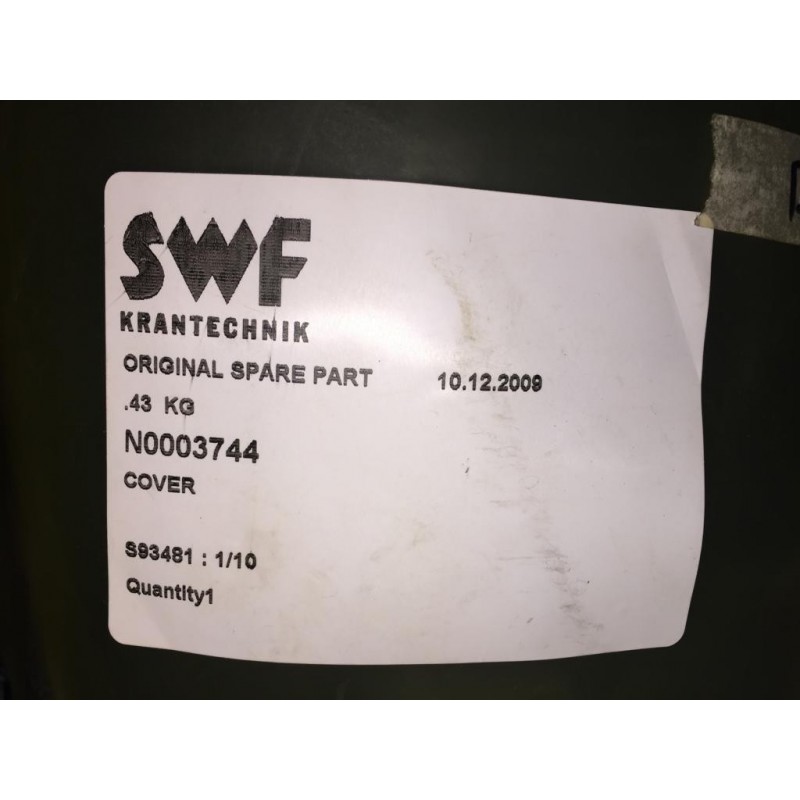 SWF
KRANTECHNIK
ORIGINAL SPARE PART 10.12.2009
.43 KG
N0003744
COVER
S93481 : 1/10
Quantity1